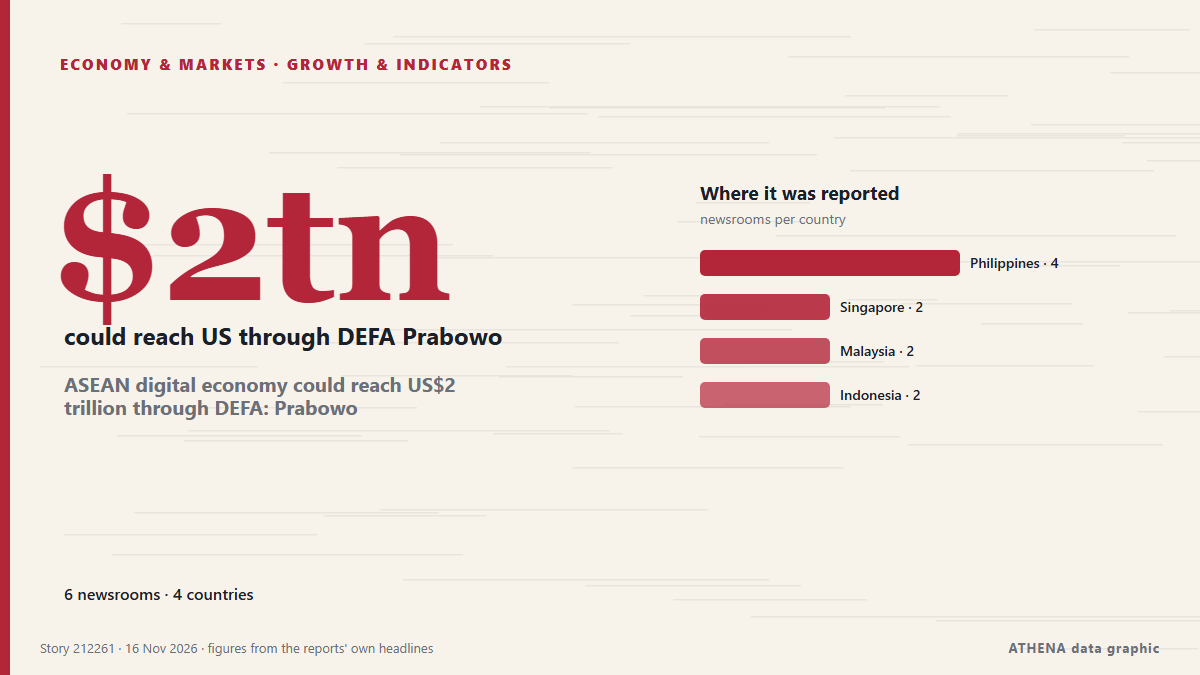 ECONOMY & MARKETS · GROWTH & INDICATORS
$2tn
could reach US through DEFA Prabowo
ASEAN digital economy could reach US$2
trillion through DEFA: Prabowo
Where it was reported
newsrooms per country
Philippines · 4
Singapore · 2
Malaysia · 2
Indonesia · 2
6 newsrooms · 4 countries
Story 212261 · 16 Nov 2026 · figures from the reports' own headlines
ATHENA data graphic